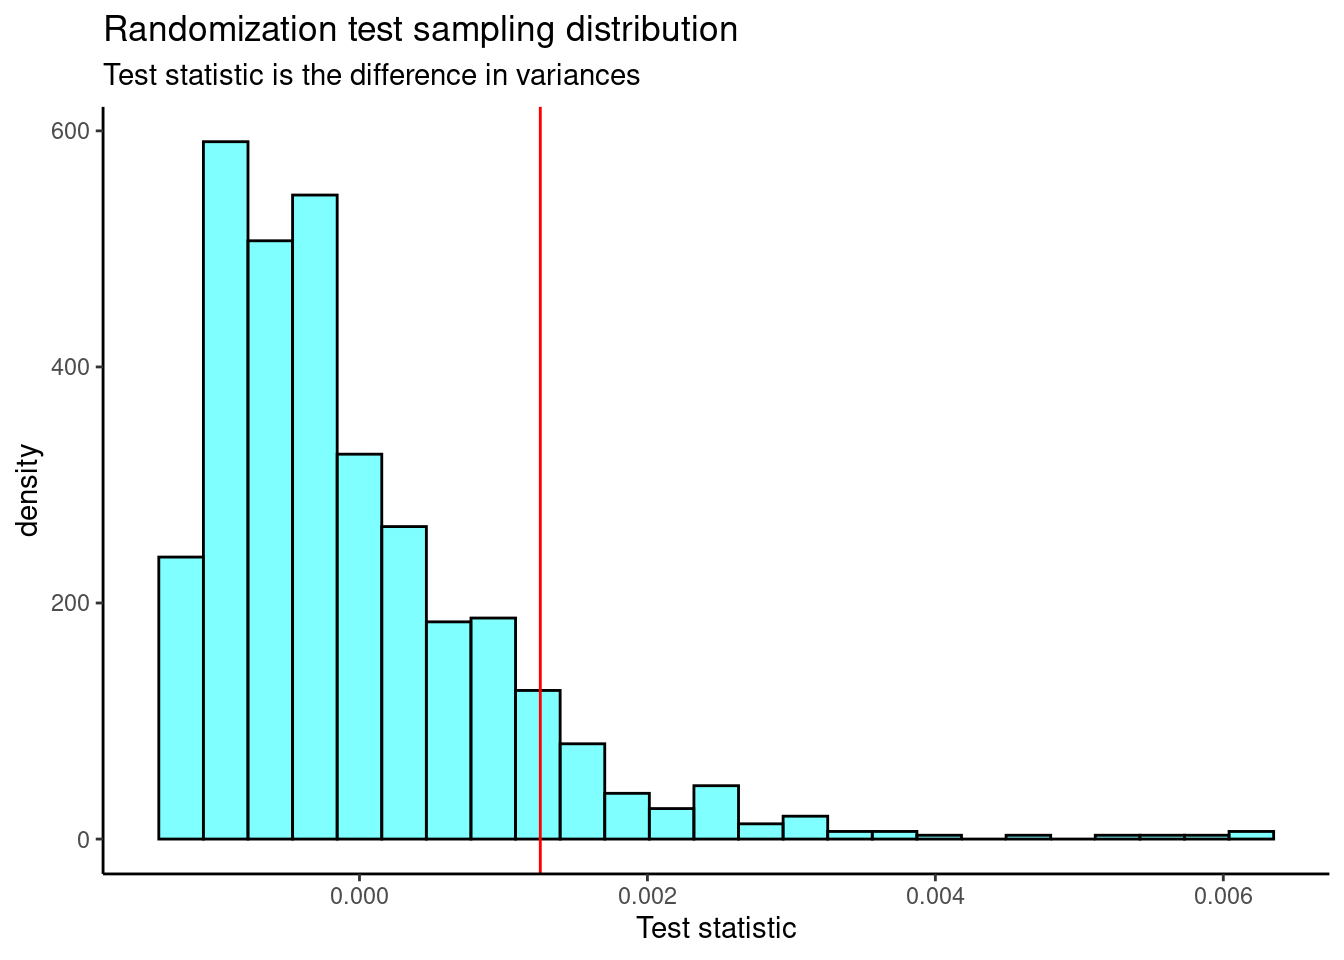 Randomization test sampling distribution
Test statistic is the difference in variances
600
400
200
0
density
0.000
0.002
0.004
0.006
Test statistic